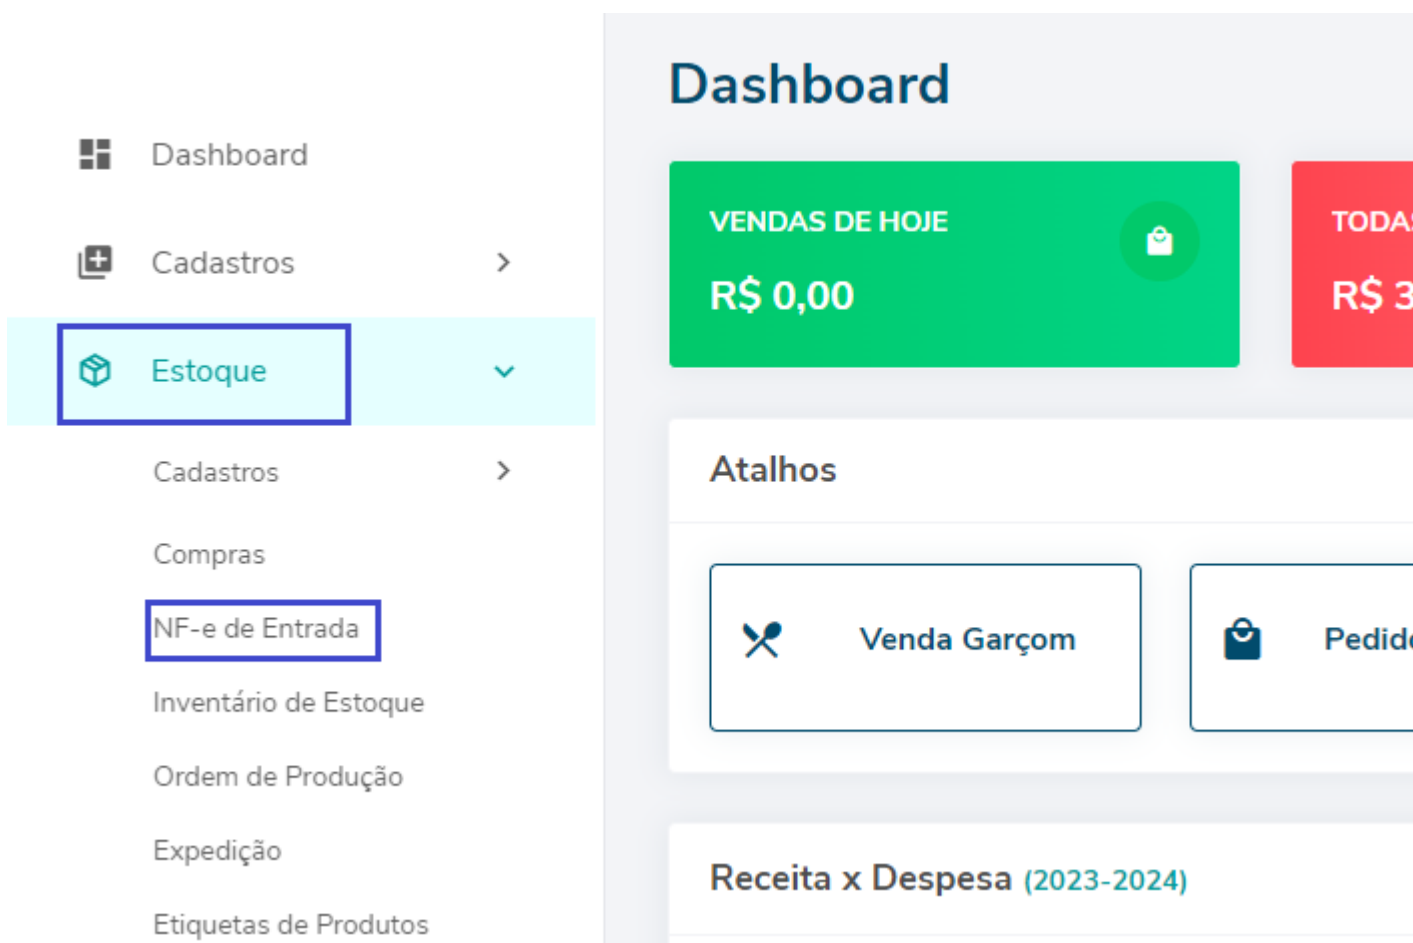 Dashboard
Cadastros
Estoque
Cadastros
Compras
NF-e de Entrada
Inventário de Estoque
Ordem de Produção
Expedição
Etiquetas de Produtos
Dashboard
VENDAS DE HOJE
R$ 0,00
R$ 3
Atalhos
Venda Garçom
Receita x Despesa (2023-2024)